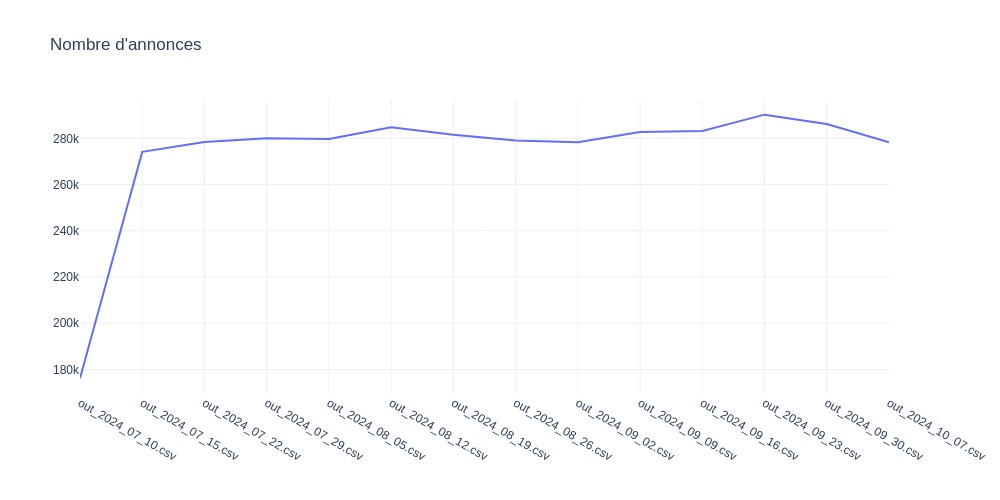 Nombre d'annonces
280k
260k
240k
220k
200k
180k
out_2024_07_10.csv
out_2024_07_15.csv
out_2024_07_22.csv
out_2024_07_29.csv
out_2024_08_05.csv
out_2024_08_12.csv
out_2024_08_19.csv
out_2024_08_26.csv
out_2024_09_02.csv
out_2024_09_09.csv
out_2024_09_16.csv
out_2024_09_23.csv
out_2024_09_30.csv
out_2024_10_07.csv